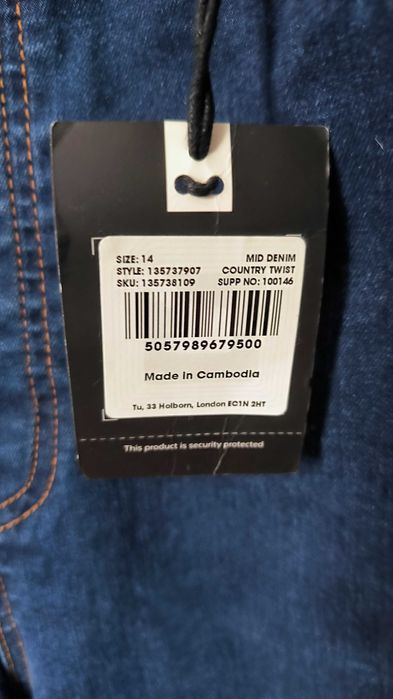 SIZE: 14 MID DENIM
STYLE: 135737907 COUNTRY TWIST
SKU: 135738109 SUPP NO: 100146
5057989679500
Made in Cambodia
Tu, 33 Holborn, London EC1N 2HT
This product is security protected